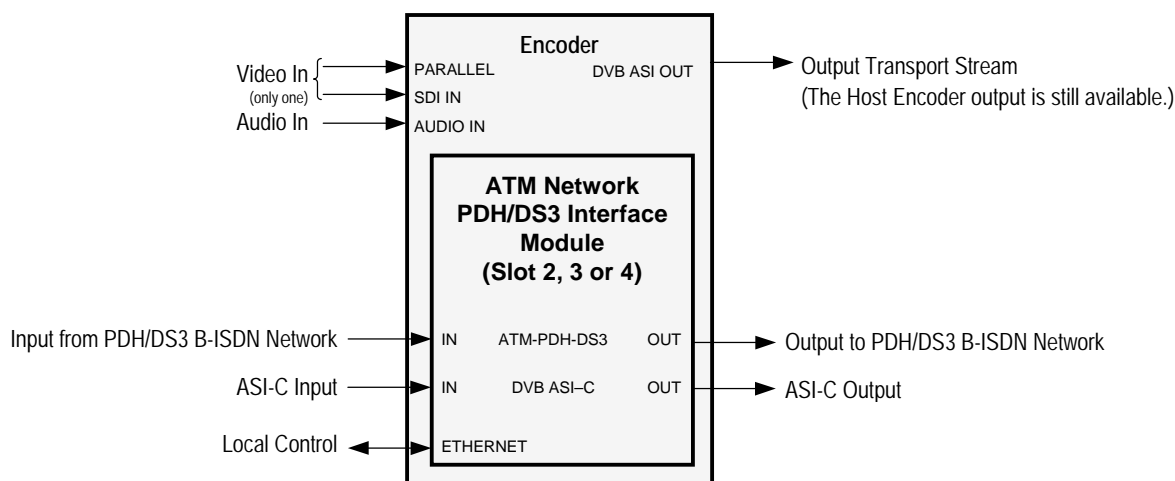 Encoder
Video In
(only one)
PARALLEL
DVB ASI OUT
Output Transport Stream
(The Host Encoder output is still available.)
SDI IN
Audio In
AUDIO IN
ATM Network
PDH/DS3 Interface
Module
(Slot 2, 3 or 4)
Input from PDH/DS3 B-ISDN Network
IN
ATM-PDH-DS3
OUT
Output to PDH/DS3 B-ISDN Network
ASI-C Input
IN
DVB ASI–C
OUT
ASI-C Output
Local Control
ETHERNET